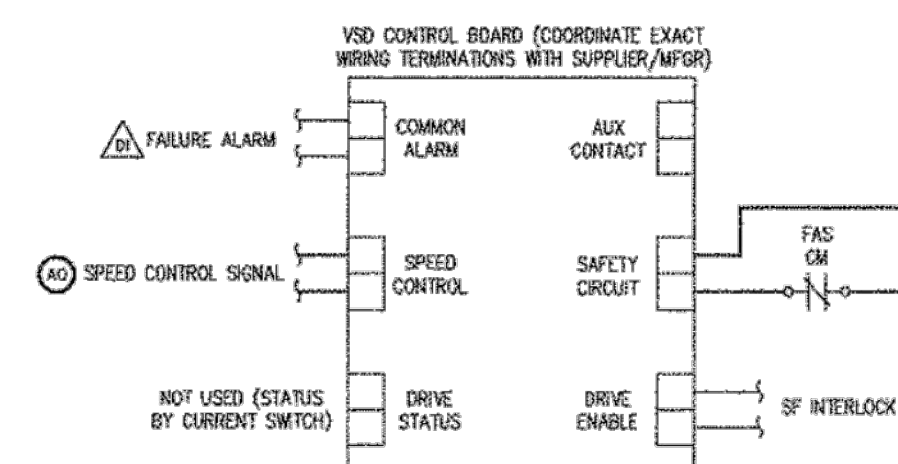 VSD CONTROL BOARD (COORDINATE EXACT
WIRING TERMINATIONS WITH SUPPLIER/MFGR)
DI
FAILURE ALARM
COMMON
ALARM
AUX
CONTACT
AO
SPEED CONTROL SIGNAL
SPEED
CONTROL
SAFETY
CIRCUIT
FAS
CM
NOT USED (STATUS
BY CURRENT SWITCH)
DRIVE
STATUS
DRIVE
ENABLE
SF INTERLOCK